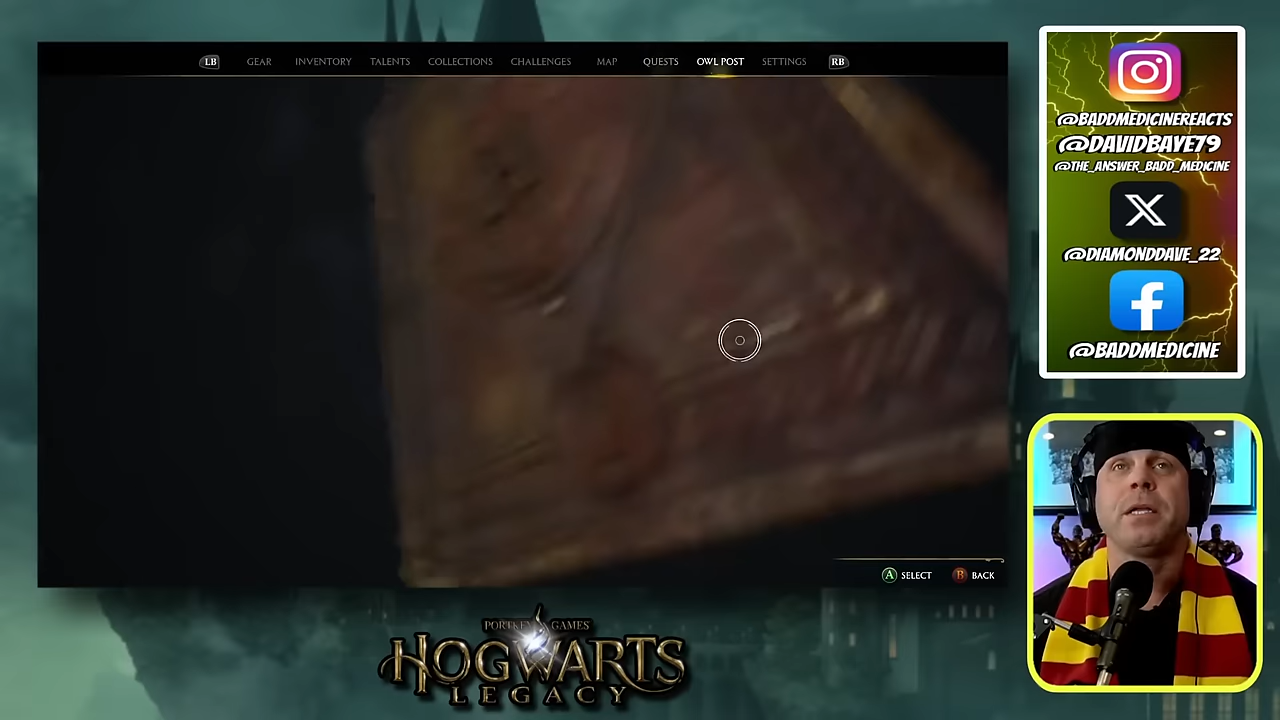 LB GEAR INVENTORY TALENTS COLLECTIONS CHALLENGES MAP QUESTS OWL POST SETTINGS RB
A SELECT B BACK
PORTKEY GAMES
HOGWARTS
LEGACY
@BADDMEDICINEREACTS
@DAVIDBAYE79
@THE_ANSWER_BADD_MEDICINE
X
@DIAMONDDAVE_22
f
@BADDMEDICINE